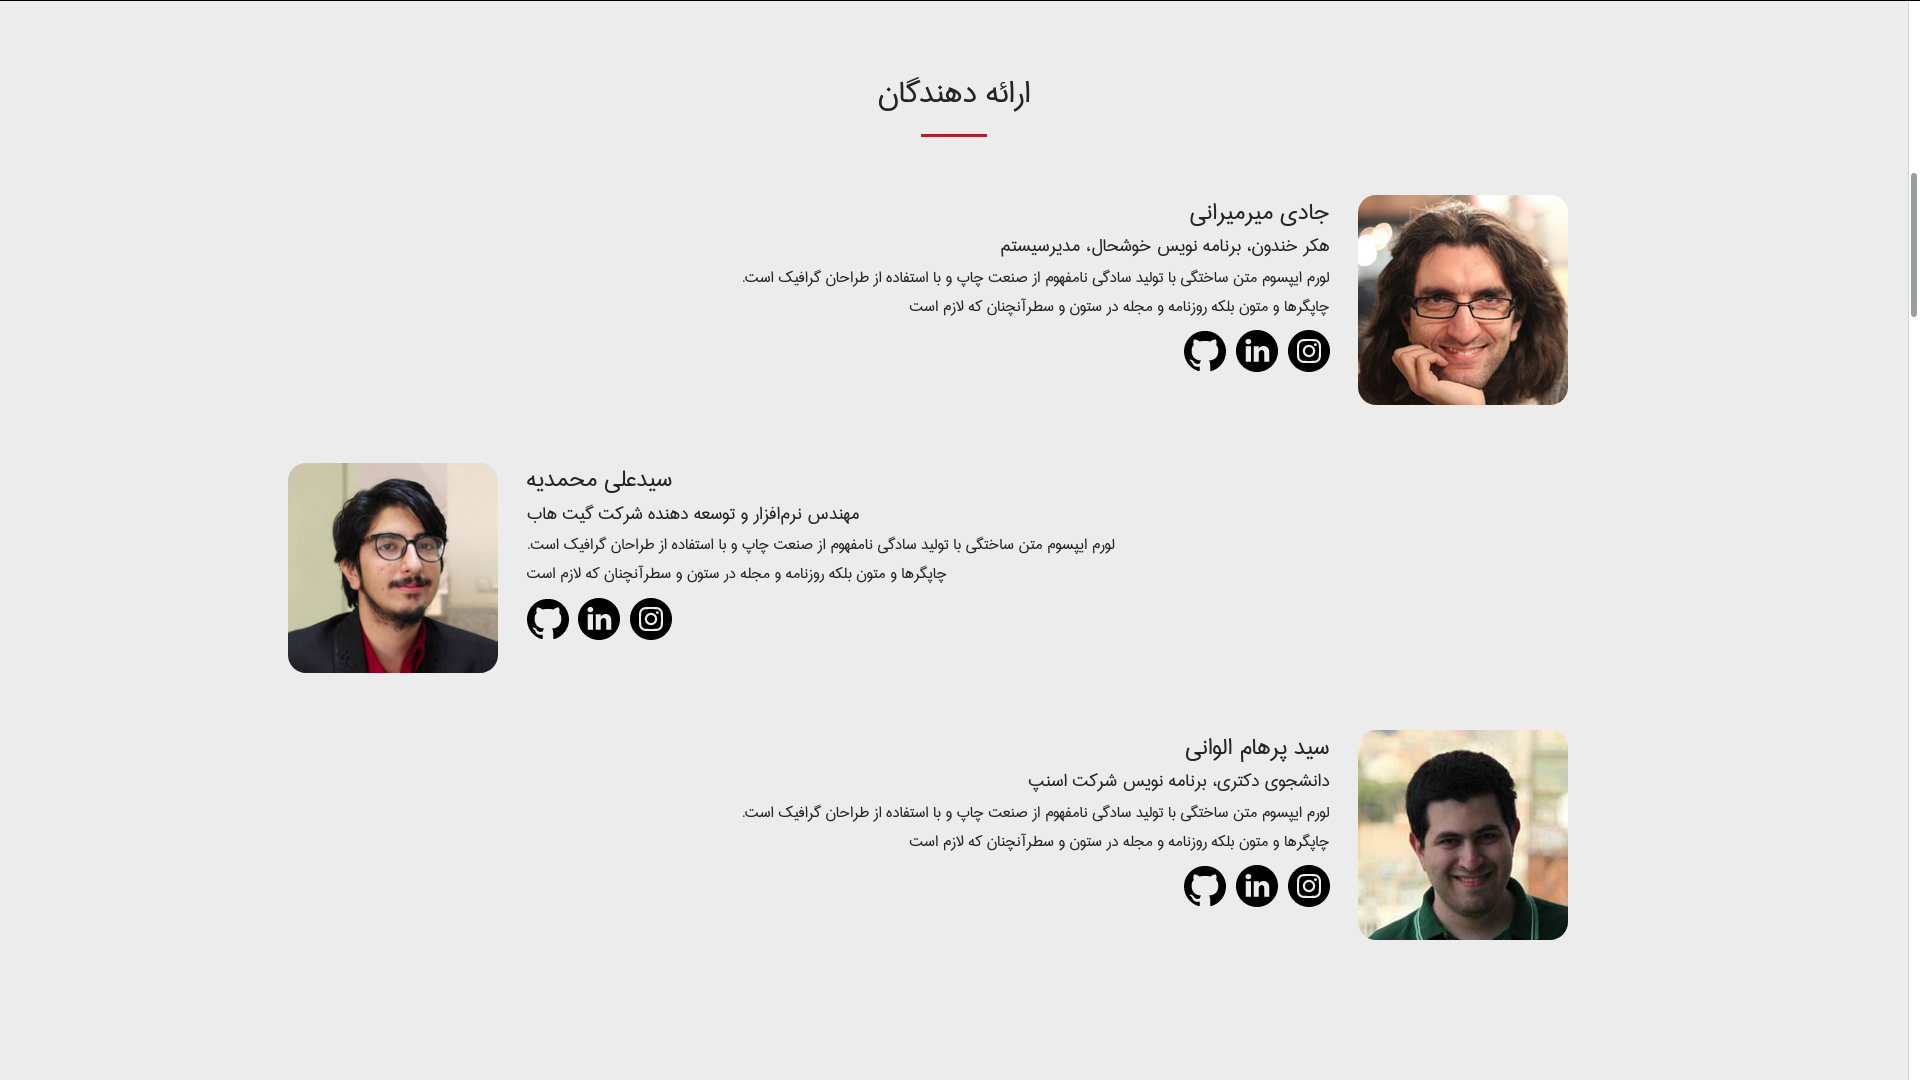 ارائه دهندگان
جادی میرمیرانی
هکر خندون، برنامه نویس خوشحال، مدیرسیستم
لورم ایپسوم متن ساختگی با تولید سادگی نامفهوم از صنعت چاپ و با استفاده از طراحان گرافیک است.
چاپگرها و متون بلکه روزنامه و مجله در ستون و سطرآنچنان که لازم است
in
سیدعلی محمدیه
مهندس نرم‌افزار و توسعه دهنده شرکت گیت هاب
لورم ایپسوم متن ساختگی با تولید سادگی نامفهوم از صنعت چاپ و با استفاده از طراحان گرافیک است.
چاپگرها و متون بلکه روزنامه و مجله در ستون و سطرآنچنان که لازم است
in
سید پرهام الوانی
دانشجوی دکتری، برنامه نویس شرکت اسنپ
لورم ایپسوم متن ساختگی با تولید سادگی نامفهوم از صنعت چاپ و با استفاده از طراحان گرافیک است.
چاپگرها و متون بلکه روزنامه و مجله در ستون و سطرآنچنان که لازم است
in